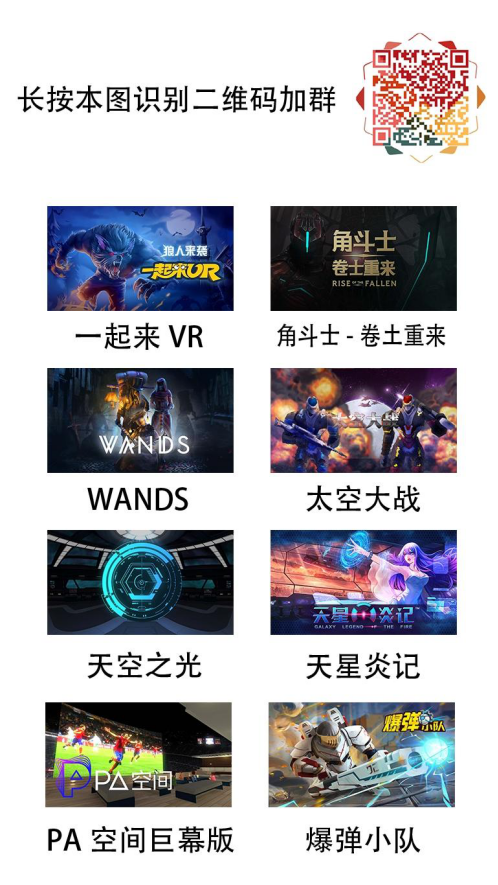 长按本图识别二维码加群
狼人来袭
一起来VR
角斗士
卷士重来
RISE OF THE FALLEN
一起来 VR
角斗士 - 卷土重来
WANDS
WANDS
太空大战
天星炎记
GALAXY LEGEND OF THE FIRE
天空之光
天星炎记
PA空间
爆弹小队
PA 空间巨幕版
爆弹小队